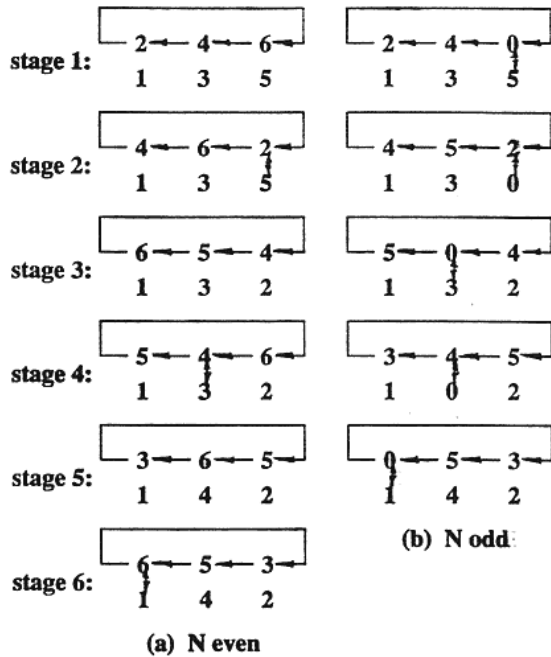 2 4 6 2 4 0
stage 1:
1 3 5 1 3 5
4 6 2 4 5 2
stage 2:
1 3 5 1 3 0
6 5 4 5 0 4
stage 3:
1 3 2 1 3 2
5 4 6 3 4 5
stage 4:
1 3 2 1 0 2
3 6 5 0 5 3
stage 5:
1 4 2 1 4 2
(b) N odd
6 5 3
stage 6:
1 4 2
(a) N even